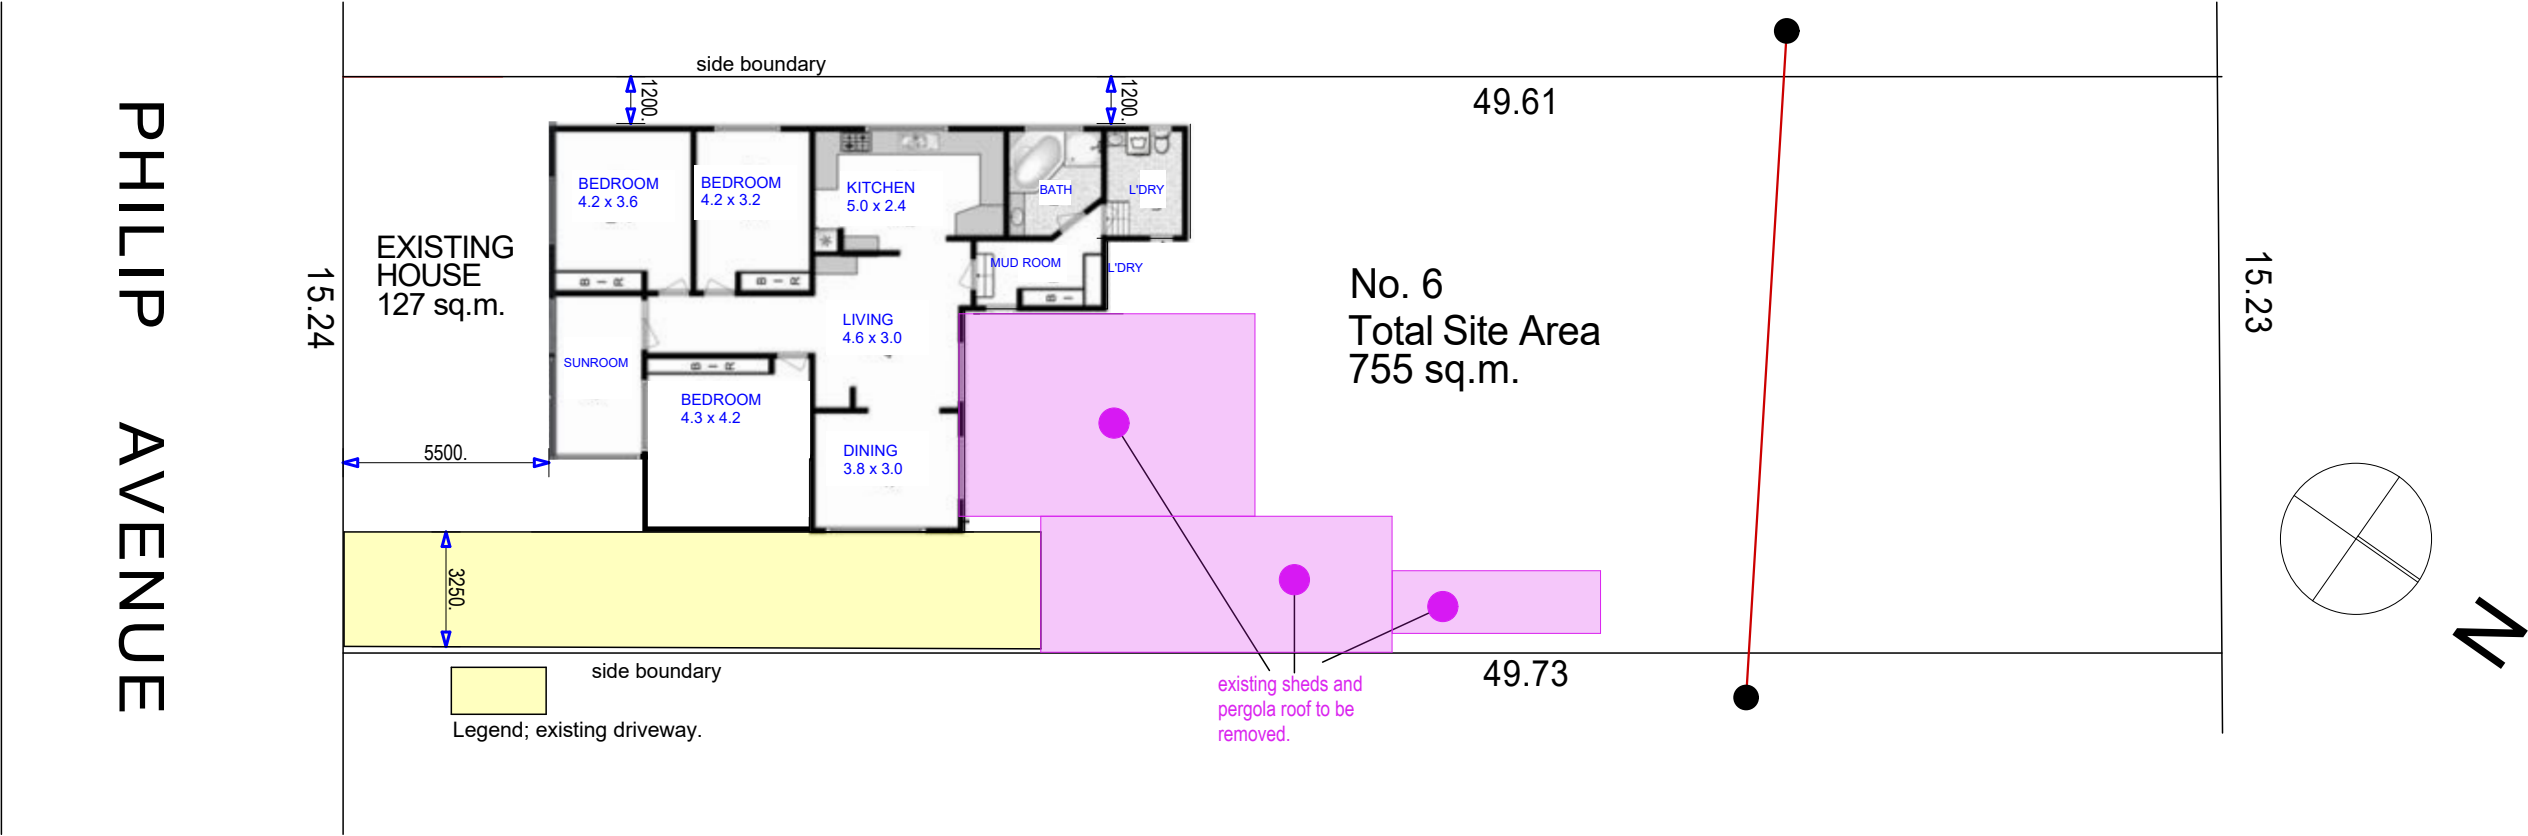 PHILIP AVENUE
side boundary
1200.
1200.
49.61
BEDROOM
4.2 x 3.6
BEDROOM
4.2 x 3.2
KITCHEN
5.0 x 2.4
BATH
L'DRY
EXISTING
HOUSE
127 sq.m.
15.24
MUD ROOM
L'DRY
B I R
B I R
B I
No. 6
Total Site Area
755 sq.m.
15.23
LIVING
4.6 x 3.0
SUNROOM
B I R
BEDROOM
4.3 x 4.2
DINING
3.8 x 3.0
5500.
3250.
N
side boundary
49.73
existing sheds and
pergola roof to be
removed.
Legend; existing driveway.